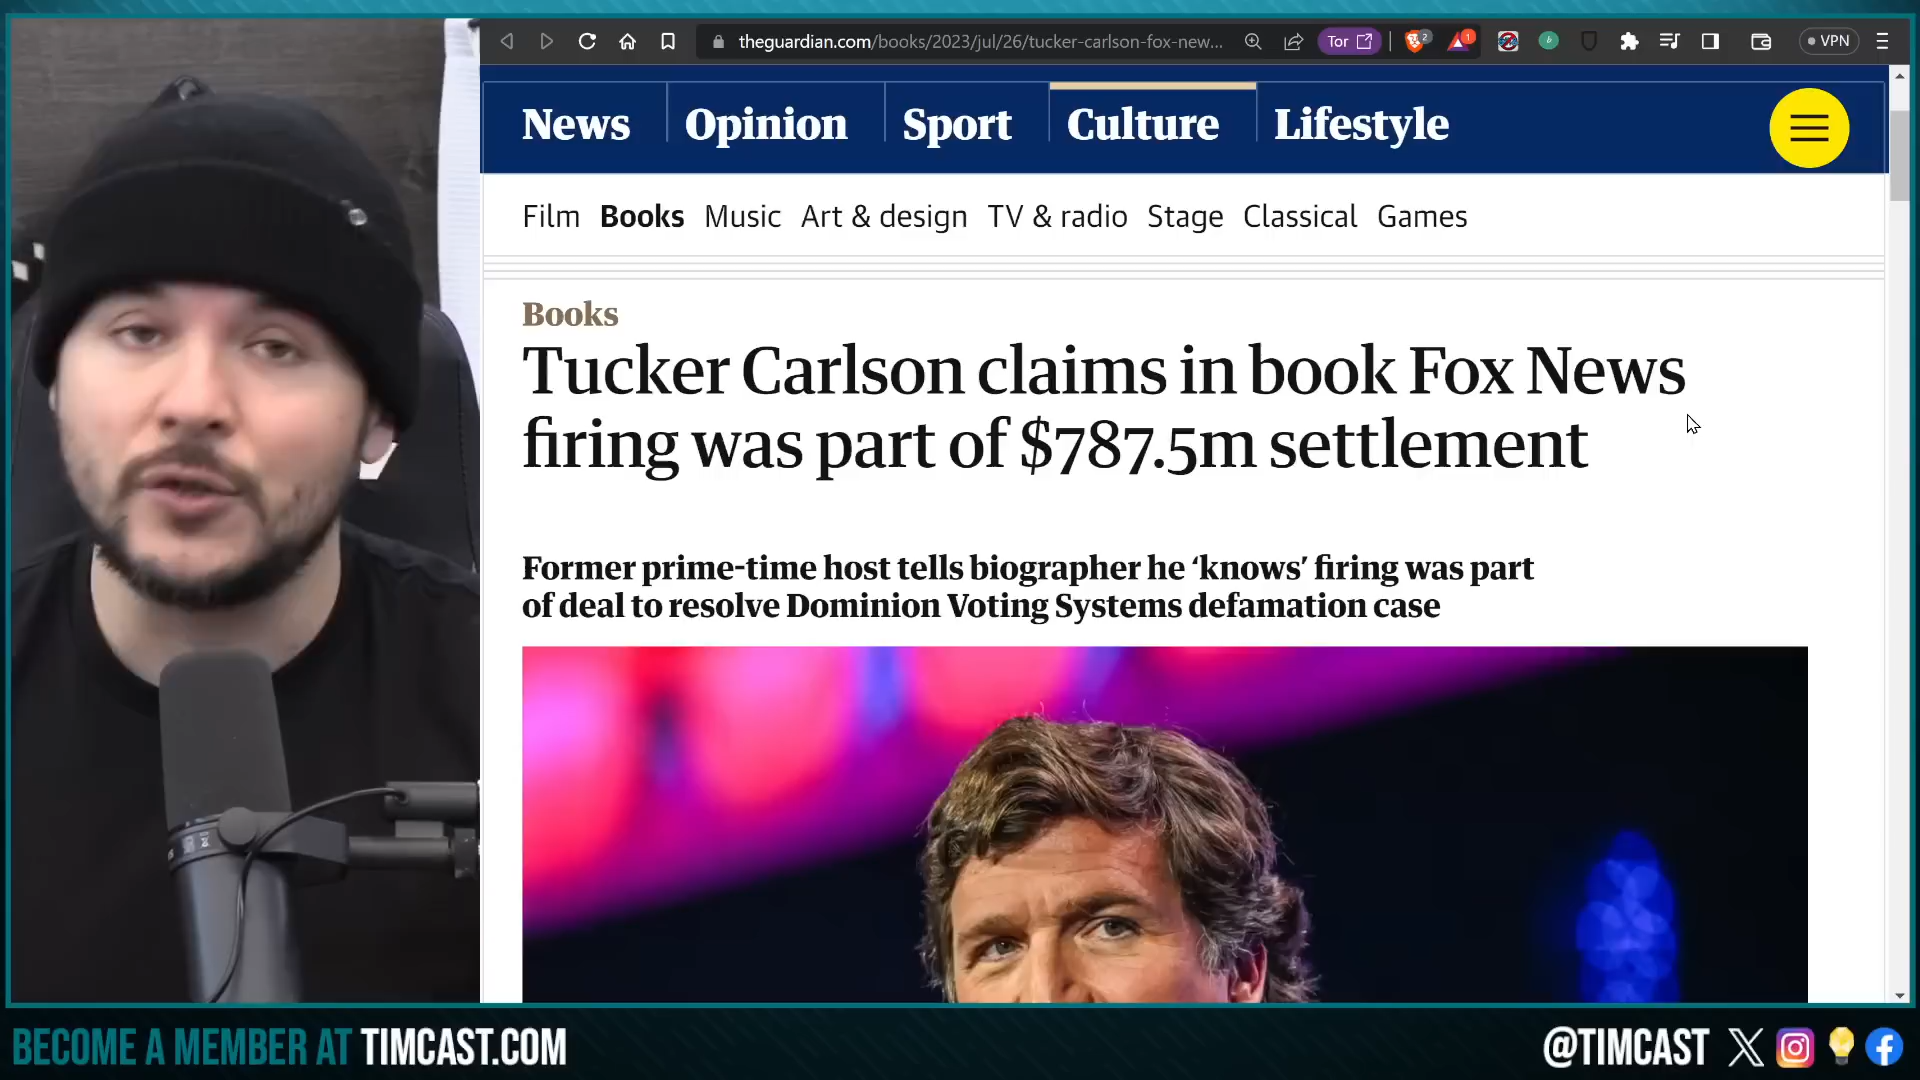 theguardian.com/books/2023/jul/26/tucker-carlson-fox-new...
Tor
2
1
VPN
News
Opinion
Sport
Culture
Lifestyle
Film
Books
Music
Art & design
TV & radio
Stage
Classical
Games
Books
Tucker Carlson claims in book Fox News
firing was part of $787.5m settlement
Former prime-time host tells biographer he ‘knows’ firing was part
of deal to resolve Dominion Voting Systems defamation case
BECOME A MEMBER AT TIMCAST.COM
@TIMCAST